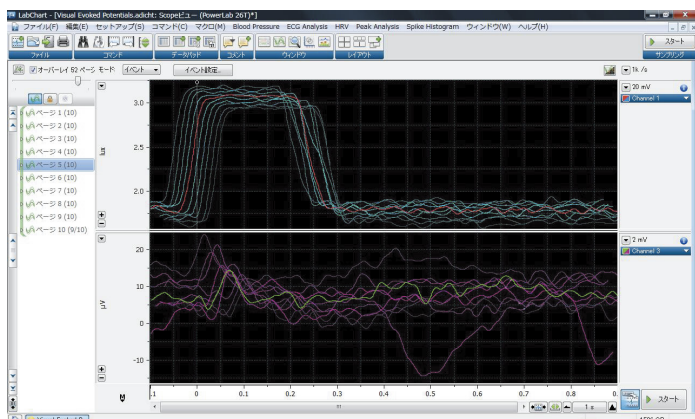 LabChart - [Visual Evoked Potentials.adicht: Scopeビュー (PowerLab 26T)*]
ファイル(F) 編集(E) セットアップ(S) コマンド(C) マクロ(M) Blood Pressure ECG Analysis HRV Peak Analysis Spike Histogram ウィンドウ(W) ヘルプ(H)
スタート
ファイル コマンド データパッド コメント ウィンドウ レイアウト サンプリング
オーバーレイ 52 ページ モード: イベント イベント設定...
1k /s
20 mV
Channel 1
ページ 1 (10)
ページ 2 (10)
ページ 3 (10)
ページ 4 (10)
ページ 5 (10)
ページ 6 (10)
ページ 7 (10)
ページ 8 (10)
ページ 9 (10)
ページ 10 (9/10)
3.0
2.5
lux
2.0
2 mV
Channel 3
20
10
µV
0
-10
.1 0 0.1 0.2 0.3 0.4 0.5 0.6 0.7 0.8 0.
1 s
スタート